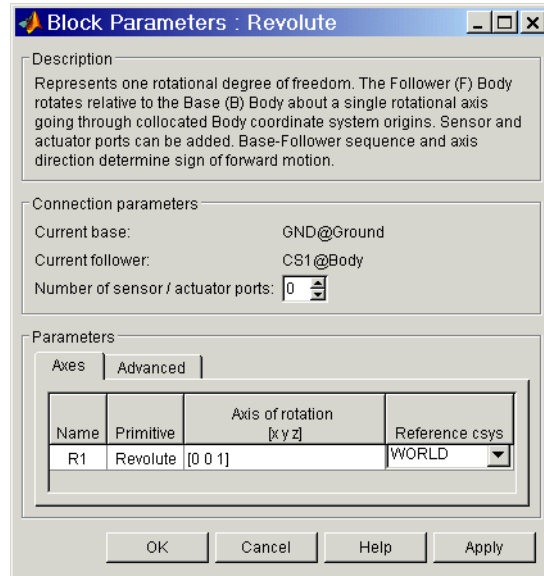 Block Parameters : Revolute
Description
Represents one rotational degree of freedom. The Follower (F) Body
rotates relative to the Base (B) Body about a single rotational axis
going through collocated Body coordinate system origins. Sensor and
actuator ports can be added. Base-Follower sequence and axis
direction determine sign of forward motion.
Connection parameters
Current base: GND@Ground
Current follower: CS1@Body
Number of sensor / actuator ports: 0
Parameters
Axes Advanced
Axis of rotation
Name Primitive [x y z] Reference csys
R1 Revolute [0 0 1] WORLD
OK Cancel Help Apply